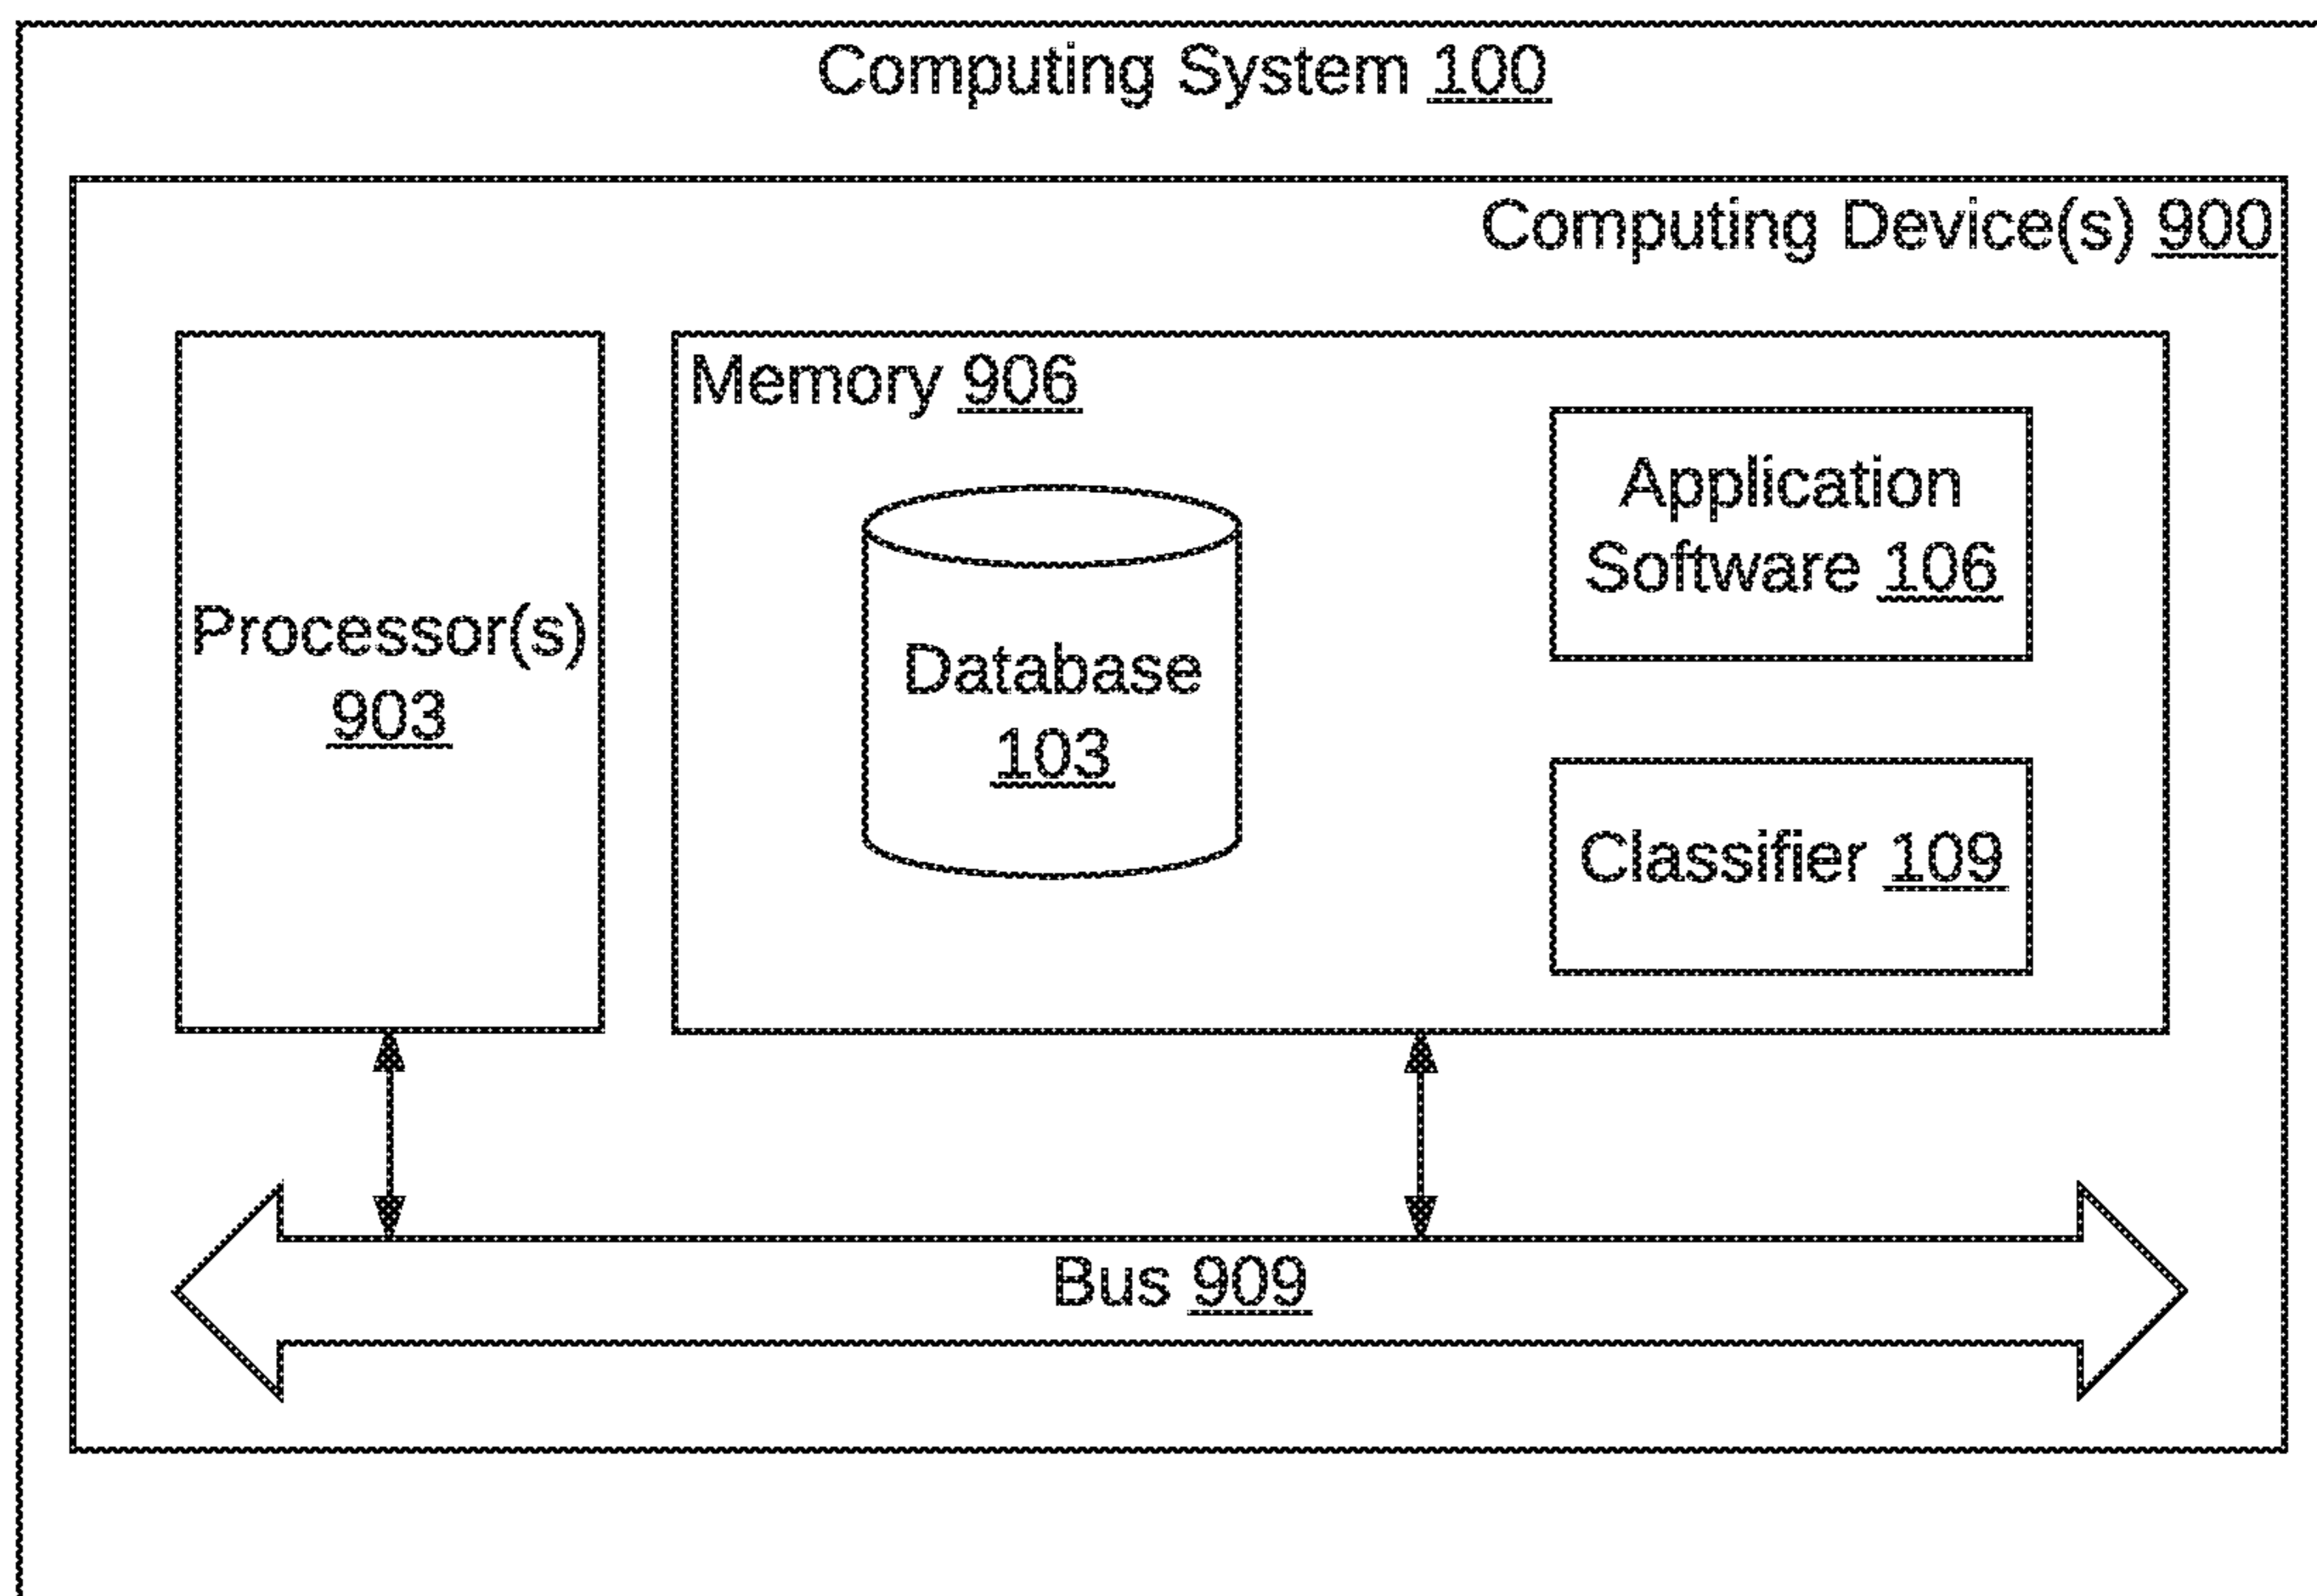 Computing System 100
Computing Device(s) 900
Memory 906
Application
Software 106
Processor(s)
903
Database
103
Classifier 109
Bus 909